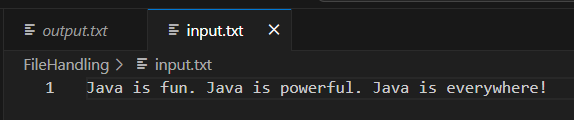 output.txt input.txt ×
FileHandling > input.txt
1 Java is fun. Java is powerful. Java is everywhere!